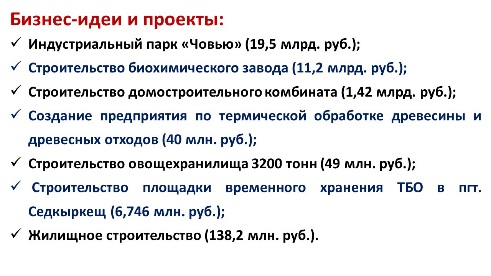 Бизнес-идеи и проекты:
✓ Индустриальный парк «Човью» (19,5 млрд. руб.);
✓ Строительство биохимического завода (11,2 млрд. руб.);
✓ Строительство домостроительного комбината (1,42 млрд. руб.);
✓ Создание предприятия по термической обработке древесины и
древесных отходов (40 млн. руб.);
✓ Строительство овощехранилища 3200 тонн (49 млн. руб.);
✓ Строительство площадки временного хранения ТБО в пгт.
Седкыркещ (6,746 млн. руб.);
✓ Жилищное строительство (138,2 млн. руб.).